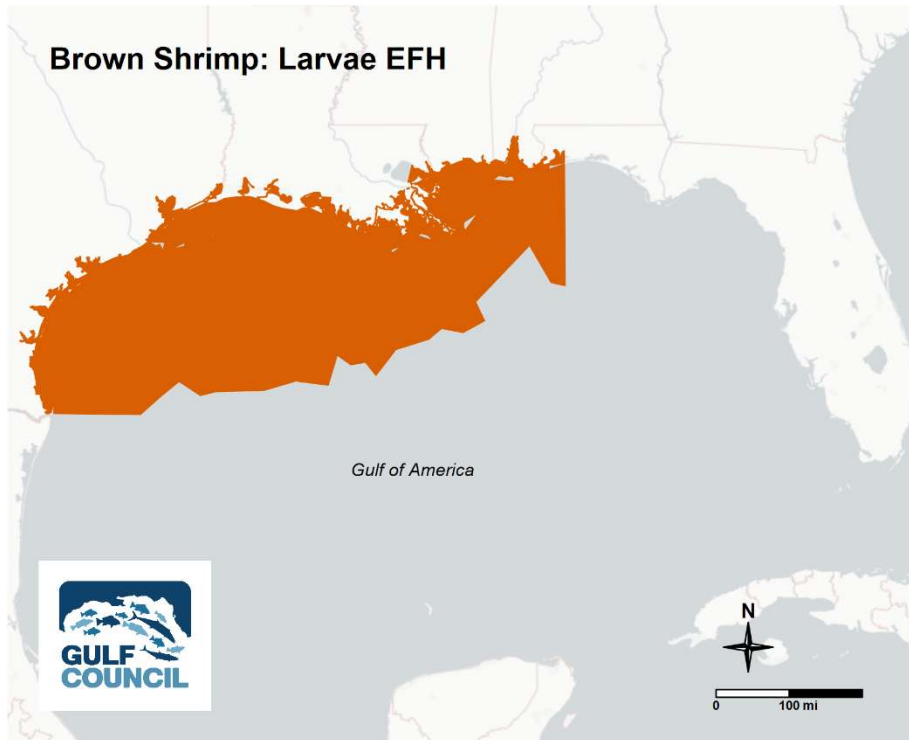 Brown Shrimp: Larvae EFH
Gulf of America
GULF
COUNCIL
N
0 100 mi